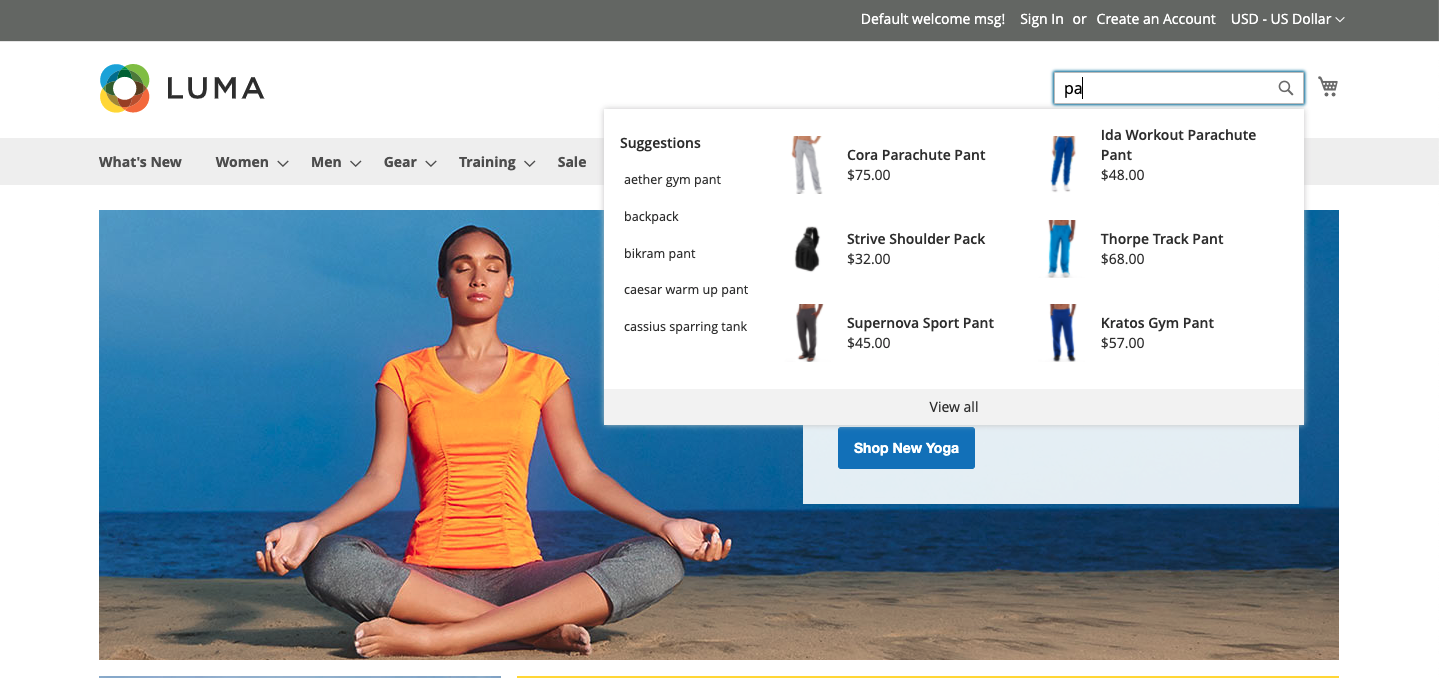 Default welcome msg! Sign In or Create an Account USD - US Dollar
LUMA
pa
What's New Women Men Gear Training Sale
Suggestions
aether gym pant
backpack
bikram pant
caesar warm up pant
cassius sparring tank
Cora Parachute Pant
$75.00
Ida Workout Parachute
Pant
$48.00
Strive Shoulder Pack
$32.00
Thorpe Track Pant
$68.00
Supernova Sport Pant
$45.00
Kratos Gym Pant
$57.00
View all
Shop New Yoga